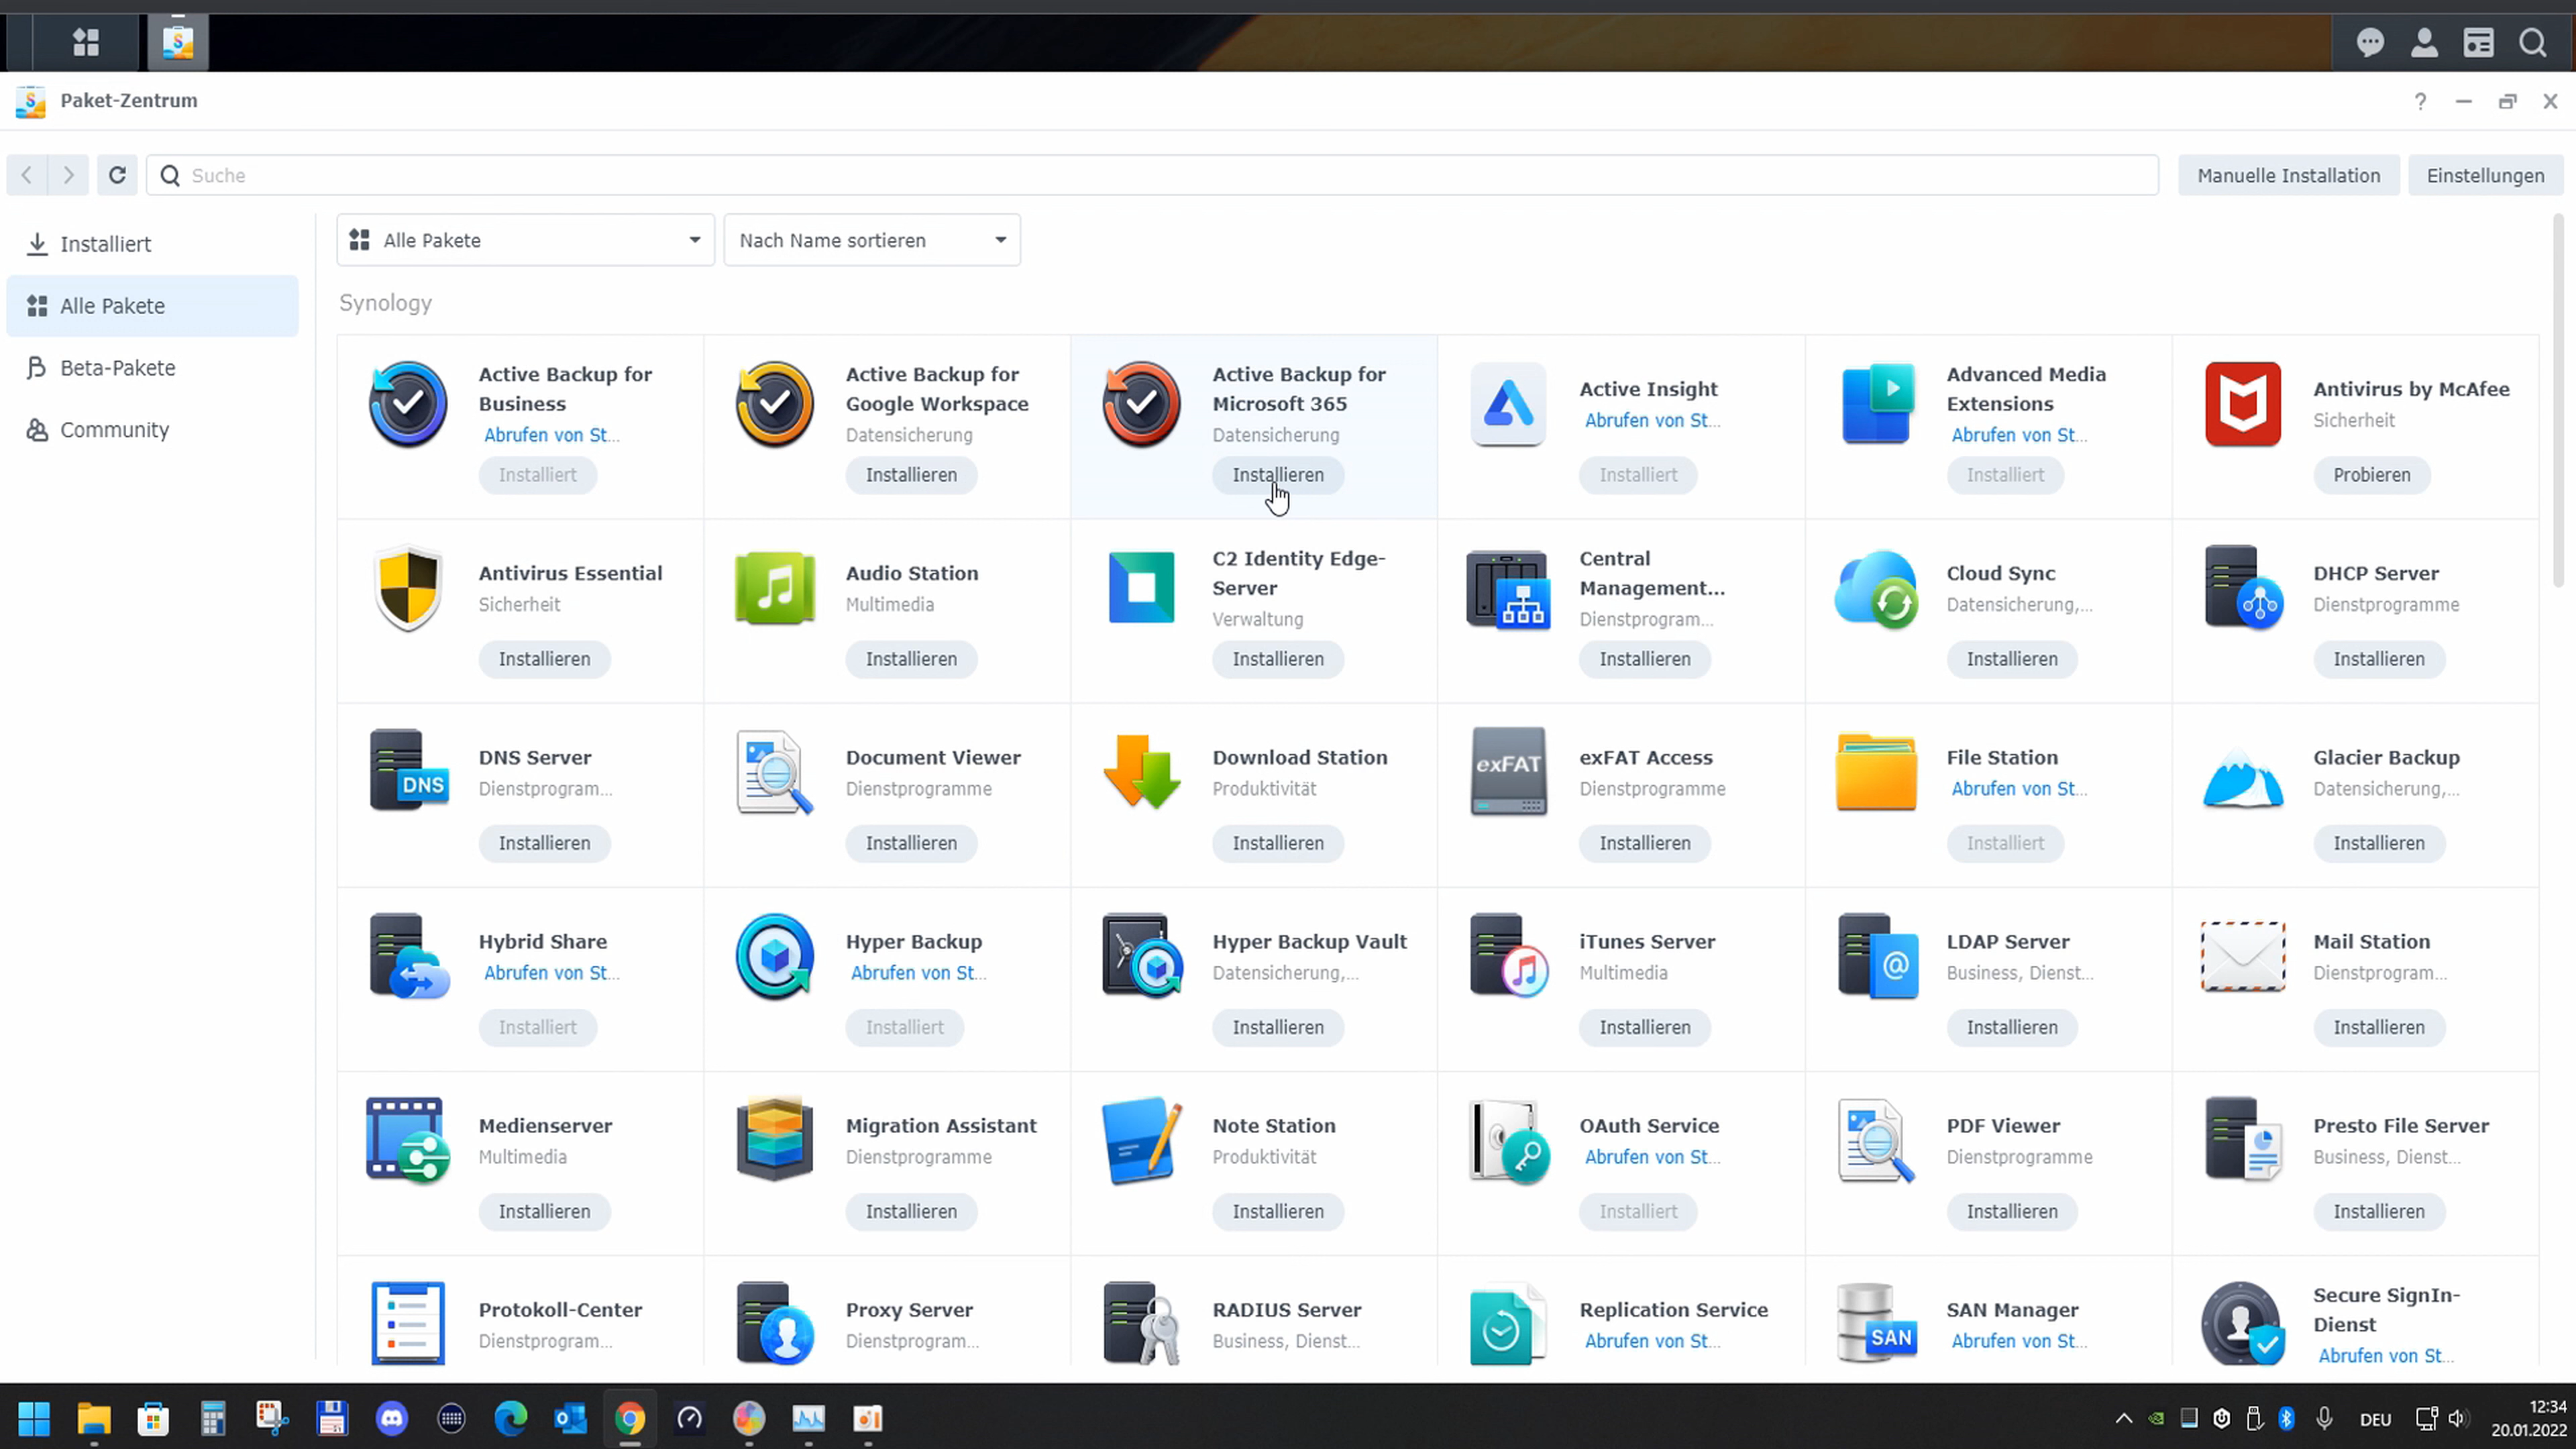 Paket-Zentrum
Suche
Manuelle Installation
Einstellungen
Installiert
Alle Pakete
Beta-Pakete
Community
Alle Pakete
Nach Name sortieren
Synology
Active Backup for
Business
Abrufen von St...
Installiert
Active Backup for
Google Workspace
Datensicherung
Installieren
Active Backup for
Microsoft 365
Datensicherung
Installieren
Active Insight
Abrufen von St...
Installiert
Advanced Media
Extensions
Abrufen von St...
Installiert
Antivirus by McAfee
Sicherheit
Probieren
Antivirus Essential
Sicherheit
Installieren
Audio Station
Multimedia
Installieren
C2 Identity Edge-
Server
Verwaltung
Installieren
Central
Management...
Dienstprogram...
Installieren
Cloud Sync
Datensicherung,...
Installieren
DHCP Server
Dienstprogramme
Installieren
DNS
DNS Server
Dienstprogram...
Installieren
Document Viewer
Dienstprogramme
Installieren
Download Station
Produktivität
Installieren
exFAT
exFAT Access
Dienstprogramme
Installieren
File Station
Abrufen von St...
Installiert
Glacier Backup
Datensicherung,...
Installieren
Hybrid Share
Abrufen von St...
Installiert
Hyper Backup
Abrufen von St...
Installiert
Hyper Backup Vault
Datensicherung,...
Installieren
iTunes Server
Multimedia
Installieren
@
LDAP Server
Business, Dienst...
Installieren
Mail Station
Dienstprogram...
Installieren
Medienserver
Multimedia
Installieren
Migration Assistant
Dienstprogramme
Installieren
Note Station
Produktivität
Installieren
OAuth Service
Abrufen von St...
Installiert
PDF Viewer
Dienstprogramme
Installieren
Presto File Server
Business, Dienst...
Installieren
Protokoll-Center
Dienstprogram...
Proxy Server
Dienstprogram...
RADIUS Server
Business, Dienst...
Replication Service
Abrufen von St...
SAN
SAN Manager
Abrufen von St...
Secure SignIn-
Dienst
Abrufen von St...
DEU
12:34
20.01.2022